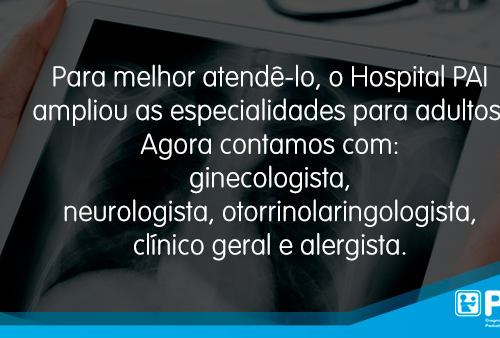 Para melhor atendê-lo, o Hospital PAI
ampliou as especialidades para adultos
Agora contamos com:
ginecologista,
neurologista, otorrinolaringologista,
clínico geral e alergista.